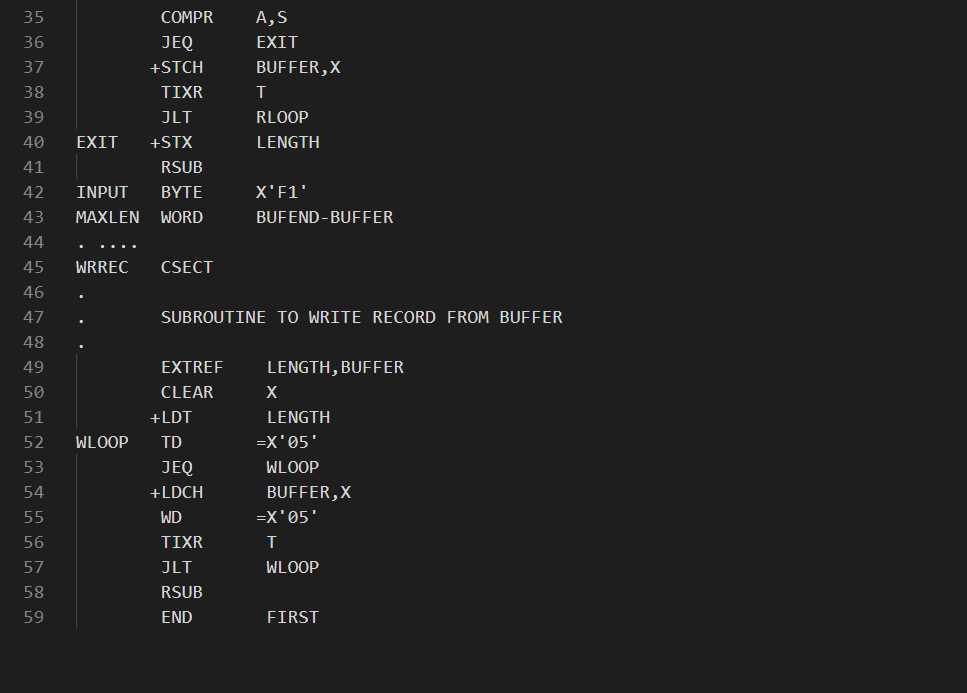 35         COMPR    A,S
36         JEQ      EXIT
37        +STCH     BUFFER,X
38         TIXR     T
39         JLT      RLOOP
40 EXIT   +STX      LENGTH
41         RSUB
42 INPUT   BYTE     X'F1'
43 MAXLEN  WORD     BUFEND-BUFFER
44 . ....
45 WRREC   CSECT
46 .
47 .       SUBROUTINE TO WRITE RECORD FROM BUFFER
48 .
49         EXTREF    LENGTH,BUFFER
50         CLEAR     X
51        +LDT       LENGTH
52 WLOOP   TD       =X'05'
53         JEQ       WLOOP
54        +LDCH      BUFFER,X
55         WD       =X'05'
56         TIXR      T
57         JLT       WLOOP
58         RSUB
59         END       FIRST